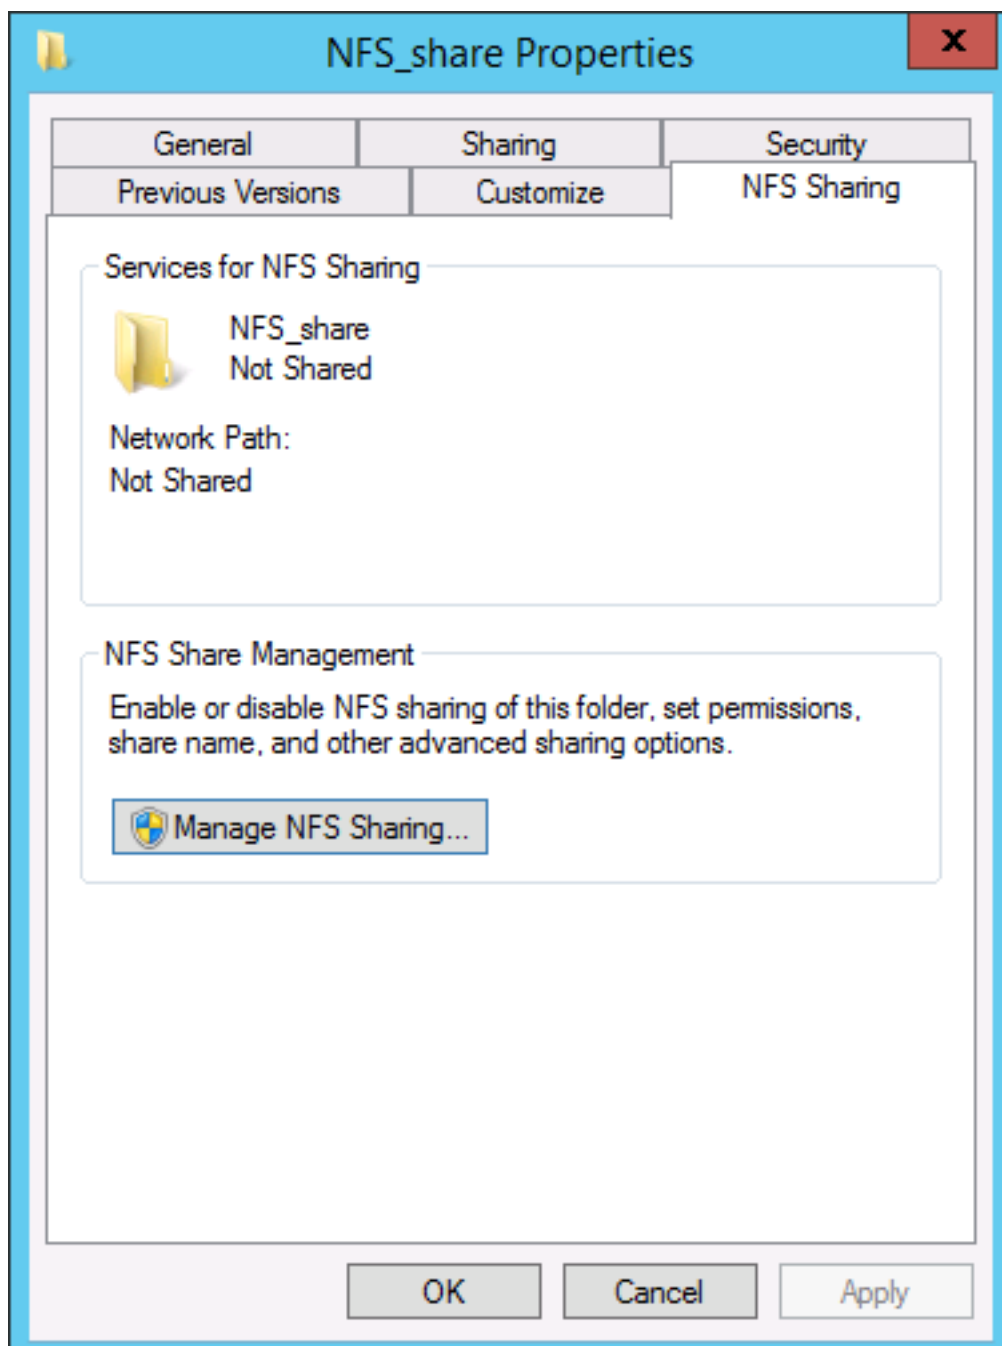 NFS_share Properties
x
General
Sharing
Security
Previous Versions
Customize
NFS Sharing
Services for NFS Sharing
NFS_share
Not Shared
Network Path:
Not Shared
NFS Share Management
Enable or disable NFS sharing of this folder, set permissions,
share name, and other advanced sharing options.
Manage NFS Sharing...
OK
Cancel
Apply